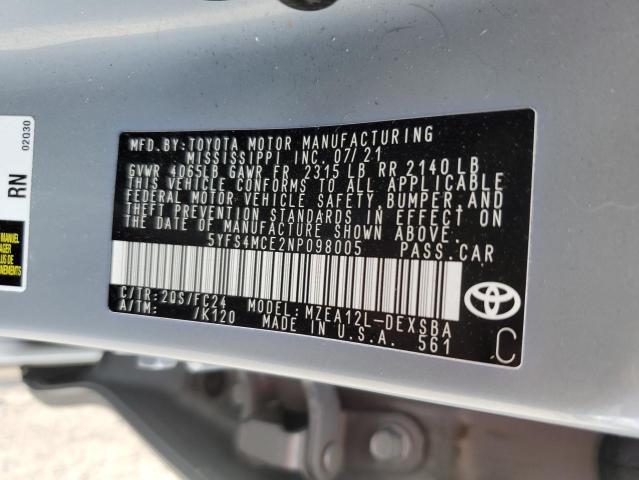 MFD.BY:TOYOTA MOTOR MANUFACTURING
MISSISSIPPI INC. 07/21
GVWR 4065LB GAWR FR 2315 LB RR 2140 LB
THIS VEHICLE CONFORMS TO ALL APPLICABLE
FEDERAL MOTOR VEHICLE SAFETY, BUMPER, AND
THEFT PREVENTION STANDARDS IN EFFECT ON
THE DATE OF MANUFACTURE SHOWN ABOVE.
5YFS4MCE2NP098005 PASS.CAR
C/TR: 2QS/FC24 MODEL: MZEA12L-DEXSBA
A/TM: /K120 MADE IN U.S.A. 561
C
RN
02Q30